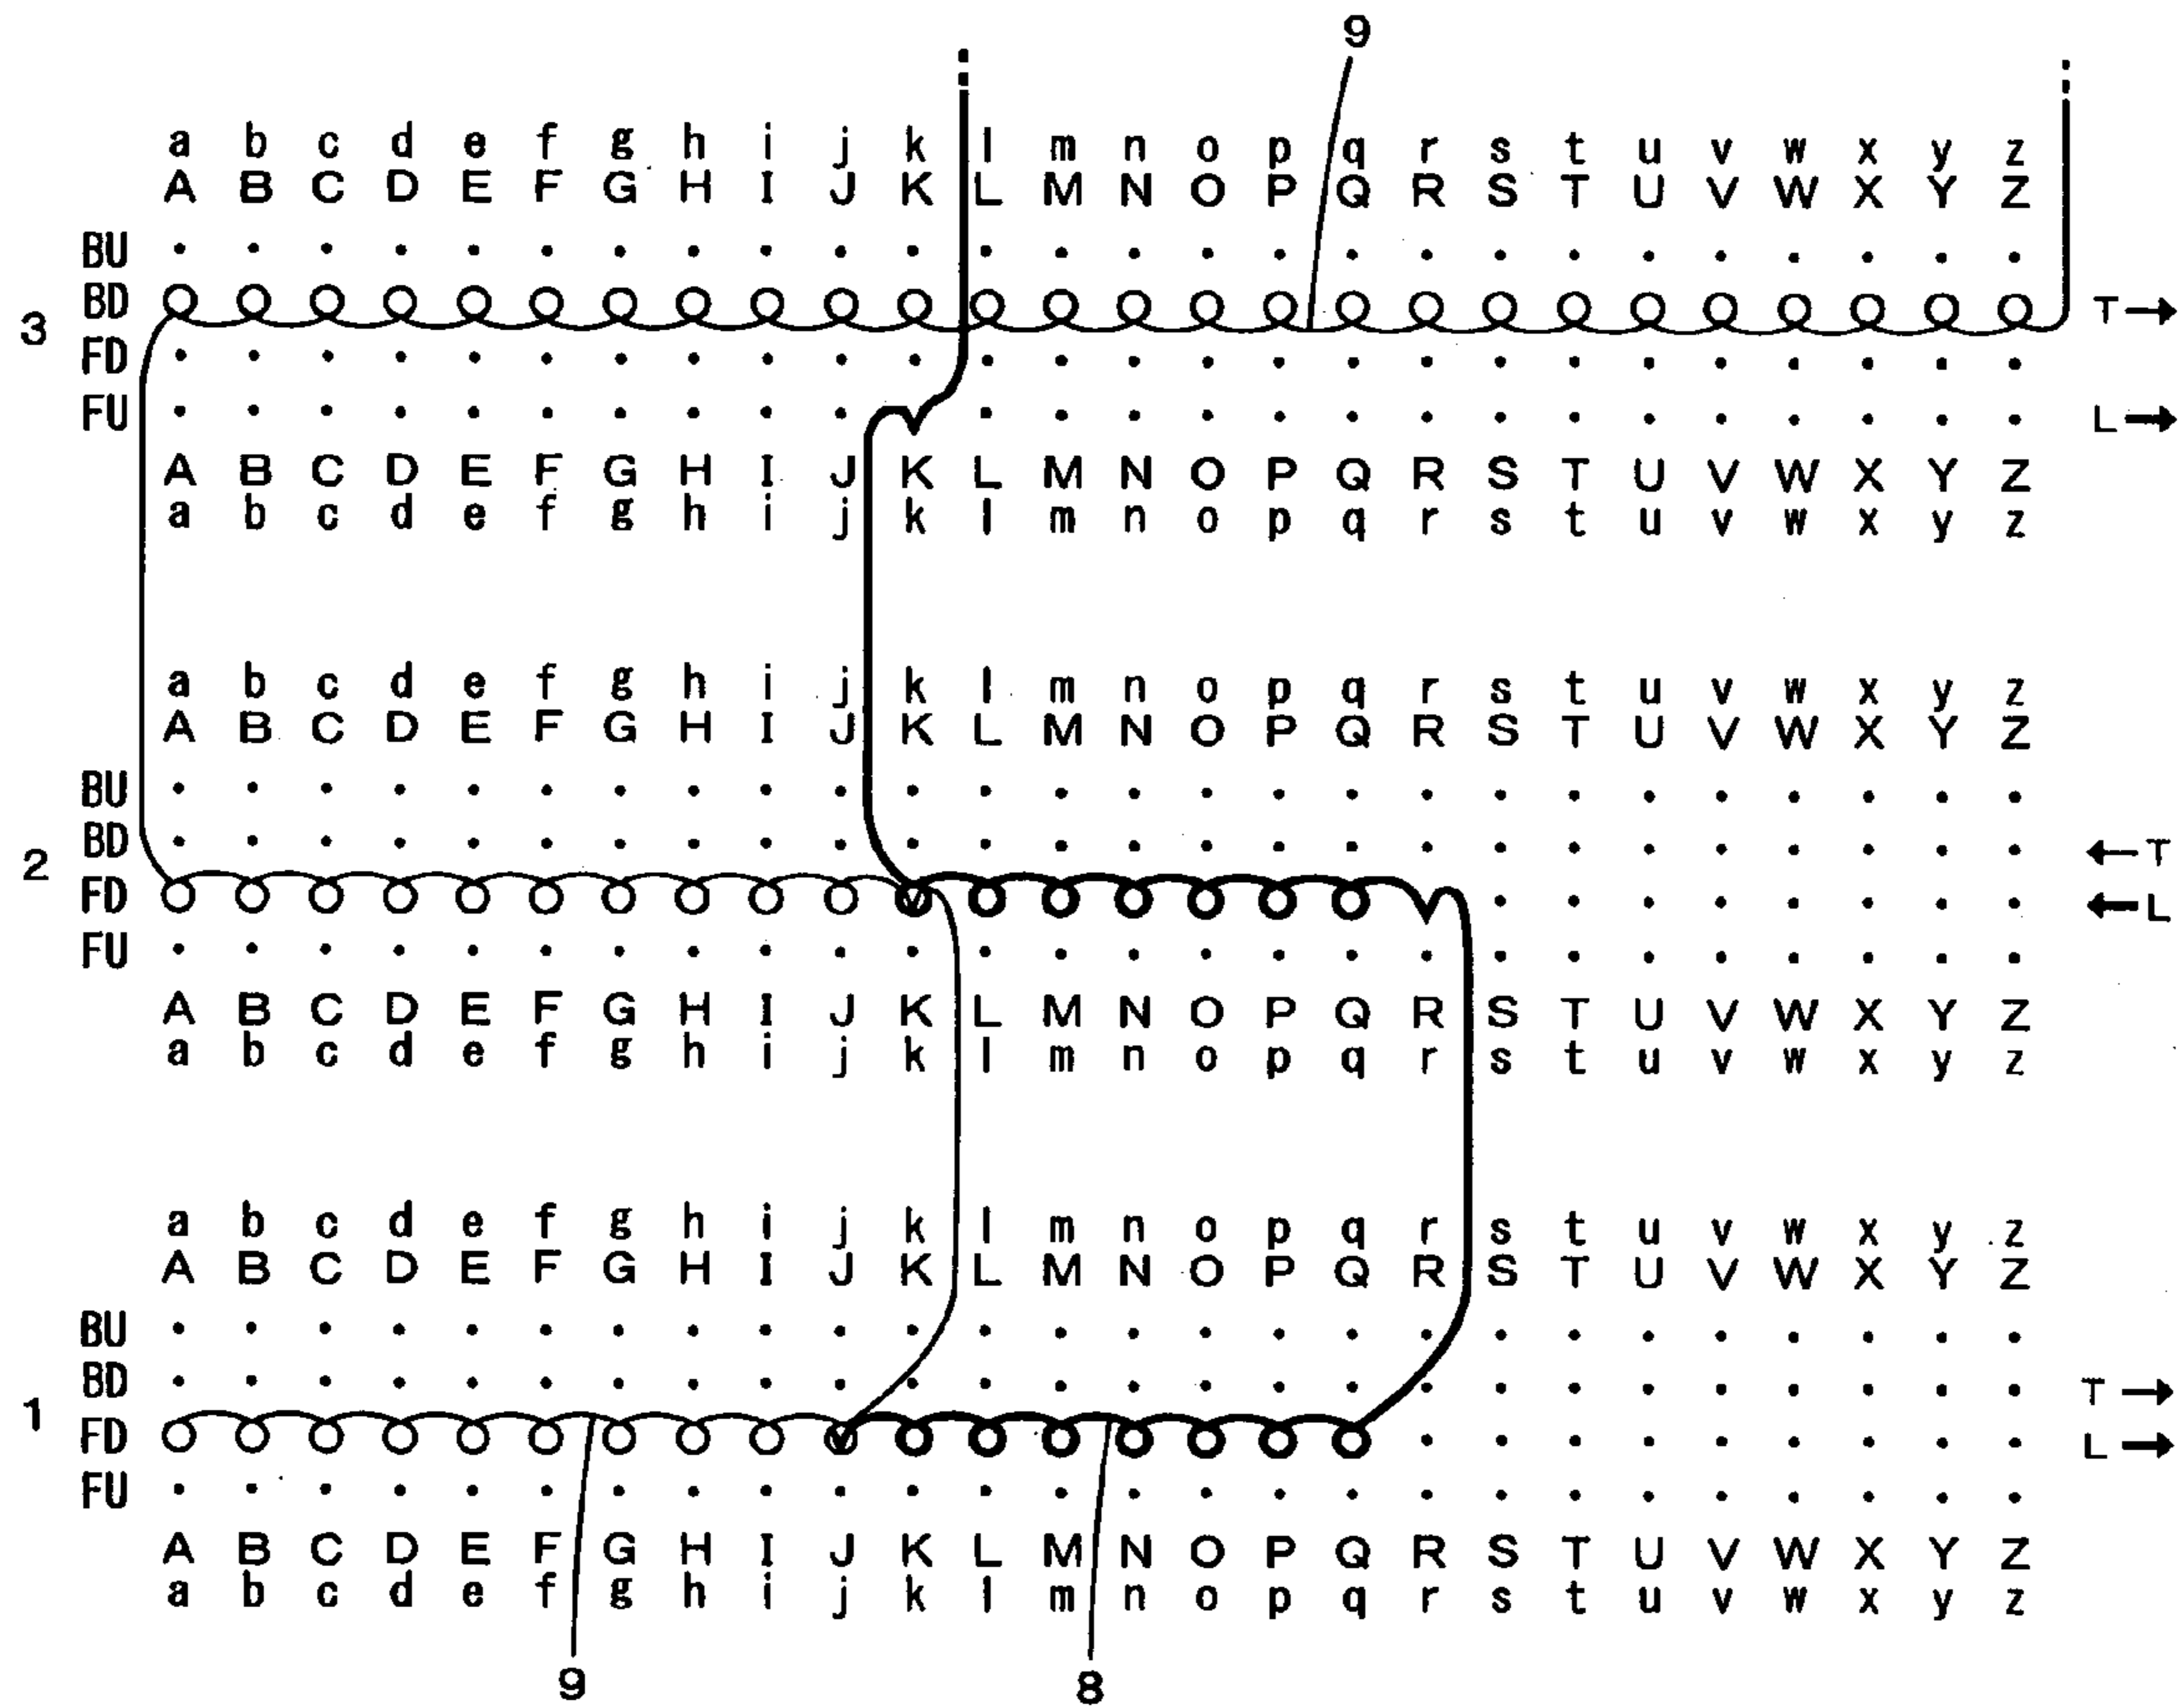 9
a b c d e f g h i j k l m n o p q r s t u v w x y z
A B C D E F G H I J K L M N O P Q R S T U V W X Y Z
BU
BD T→
3
FD
FU L→
A B C D E F G H I J K L M N O P Q R S T U V W X Y Z
a b c d e f g h i j k l m n o p q r s t u v w x y z
a b c d e f g h i j k l m n o p q r s t u v w x y z
A B C D E F G H I J K L M N O P Q R S T U V W X Y Z
BU
BD ←T
2
FD ←L
FU
A B C D E F G H I J K L M N O P Q R S T U V W X Y Z
a b c d e f g h i j k l m n o p q r s t u v w x y z
a b c d e f g h i j k l m n o p q r s t u v w x y z
A B C D E F G H I J K L M N O P Q R S T U V W X Y Z
BU
BD T→
1
FD L→
FU
A B C D E F G H I J K L M N O P Q R S T U V W X Y Z
a b c d e f g h i j k l m n o p q r s t u v w x y z
9 8